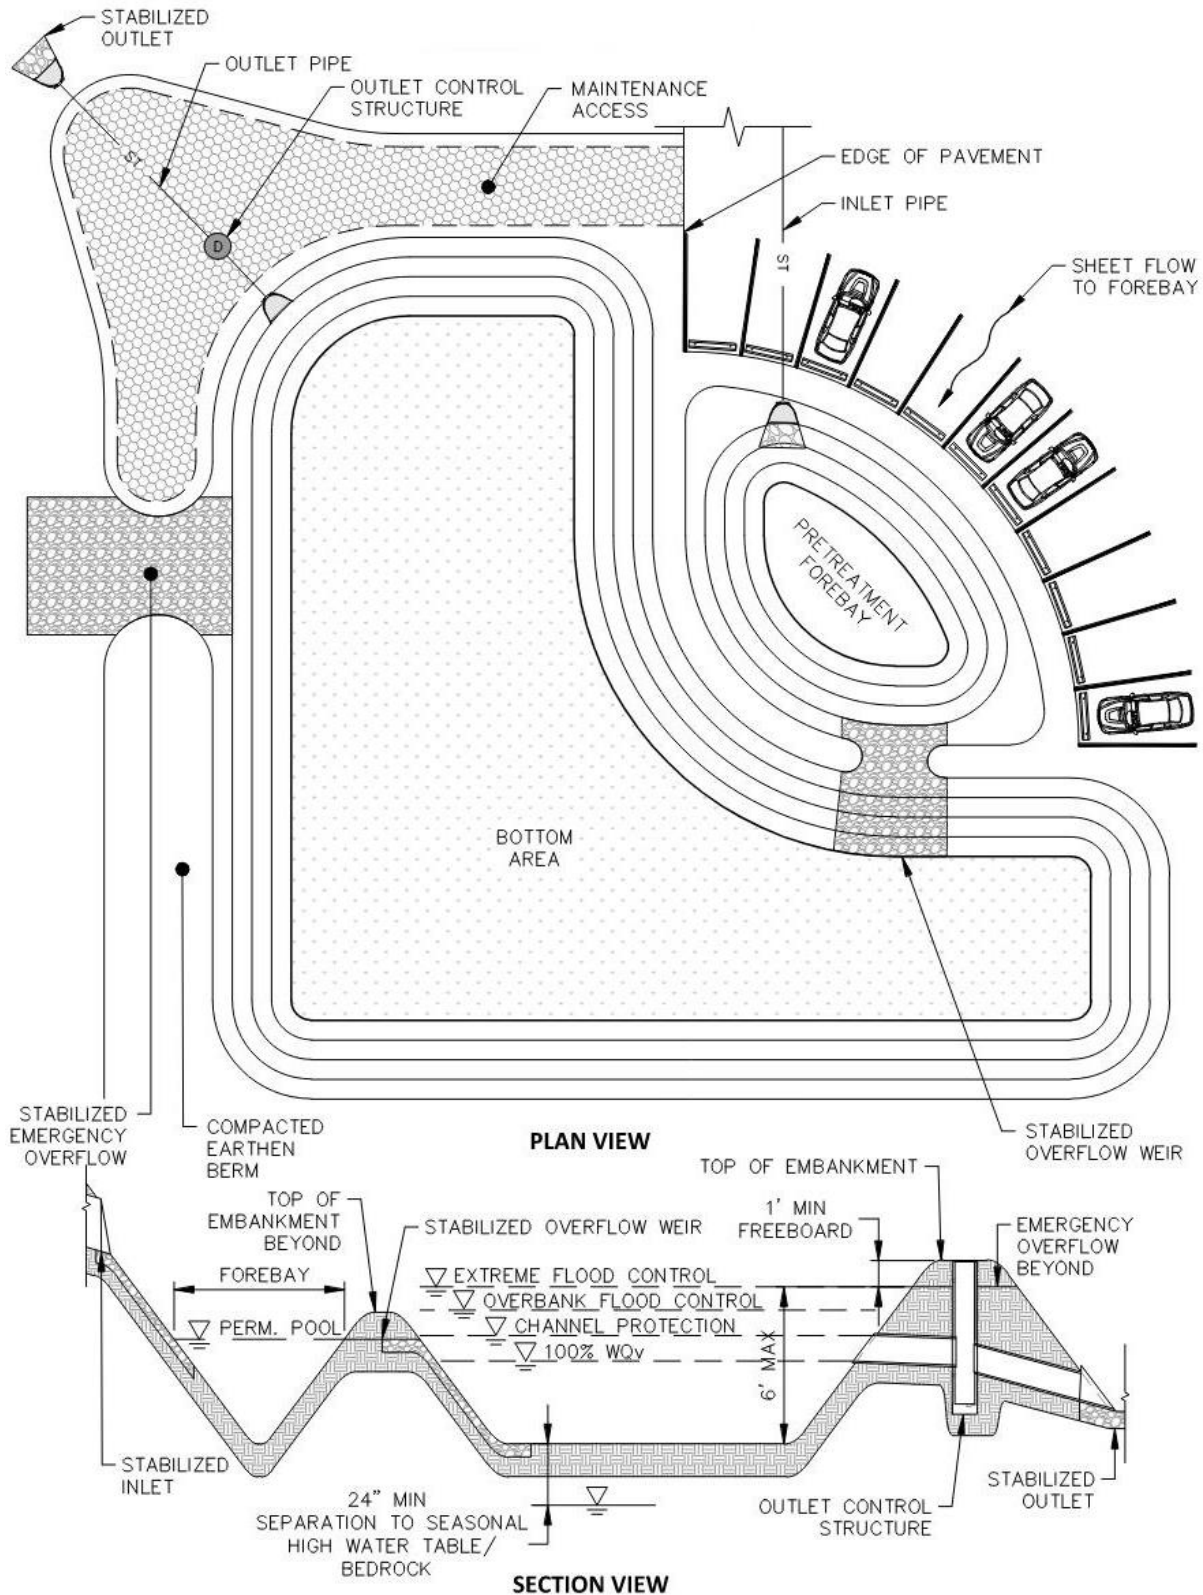 STABILIZED
OUTLET
OUTLET PIPE
OUTLET CONTROL
STRUCTURE
MAINTENANCE
ACCESS
EDGE OF PAVEMENT
INLET PIPE
SHEET FLOW
TO FOREBAY
ST
ST
D
PRETREATMENT
FOREBAY
BOTTOM
AREA
STABILIZED
EMERGENCY
OVERFLOW
COMPACTED
EARTHEN
BERM
PLAN VIEW
STABILIZED
OVERFLOW WEIR
TOP OF EMBANKMENT
1' MIN
FREEBOARD
EMERGENCY
OVERFLOW
BEYOND
TOP OF
EMBANKMENT
BEYOND
STABILIZED OVERFLOW WEIR
FOREBAY
EXTREME FLOOD CONTROL
OVERBANK FLOOD CONTROL
PERM. POOL
CHANNEL PROTECTION
100% WQv
6' MAX
STABILIZED
INLET
24" MIN
SEPARATION TO SEASONAL
HIGH WATER TABLE/
BEDROCK
OUTLET CONTROL
STRUCTURE
STABILIZED
OUTLET
SECTION VIEW